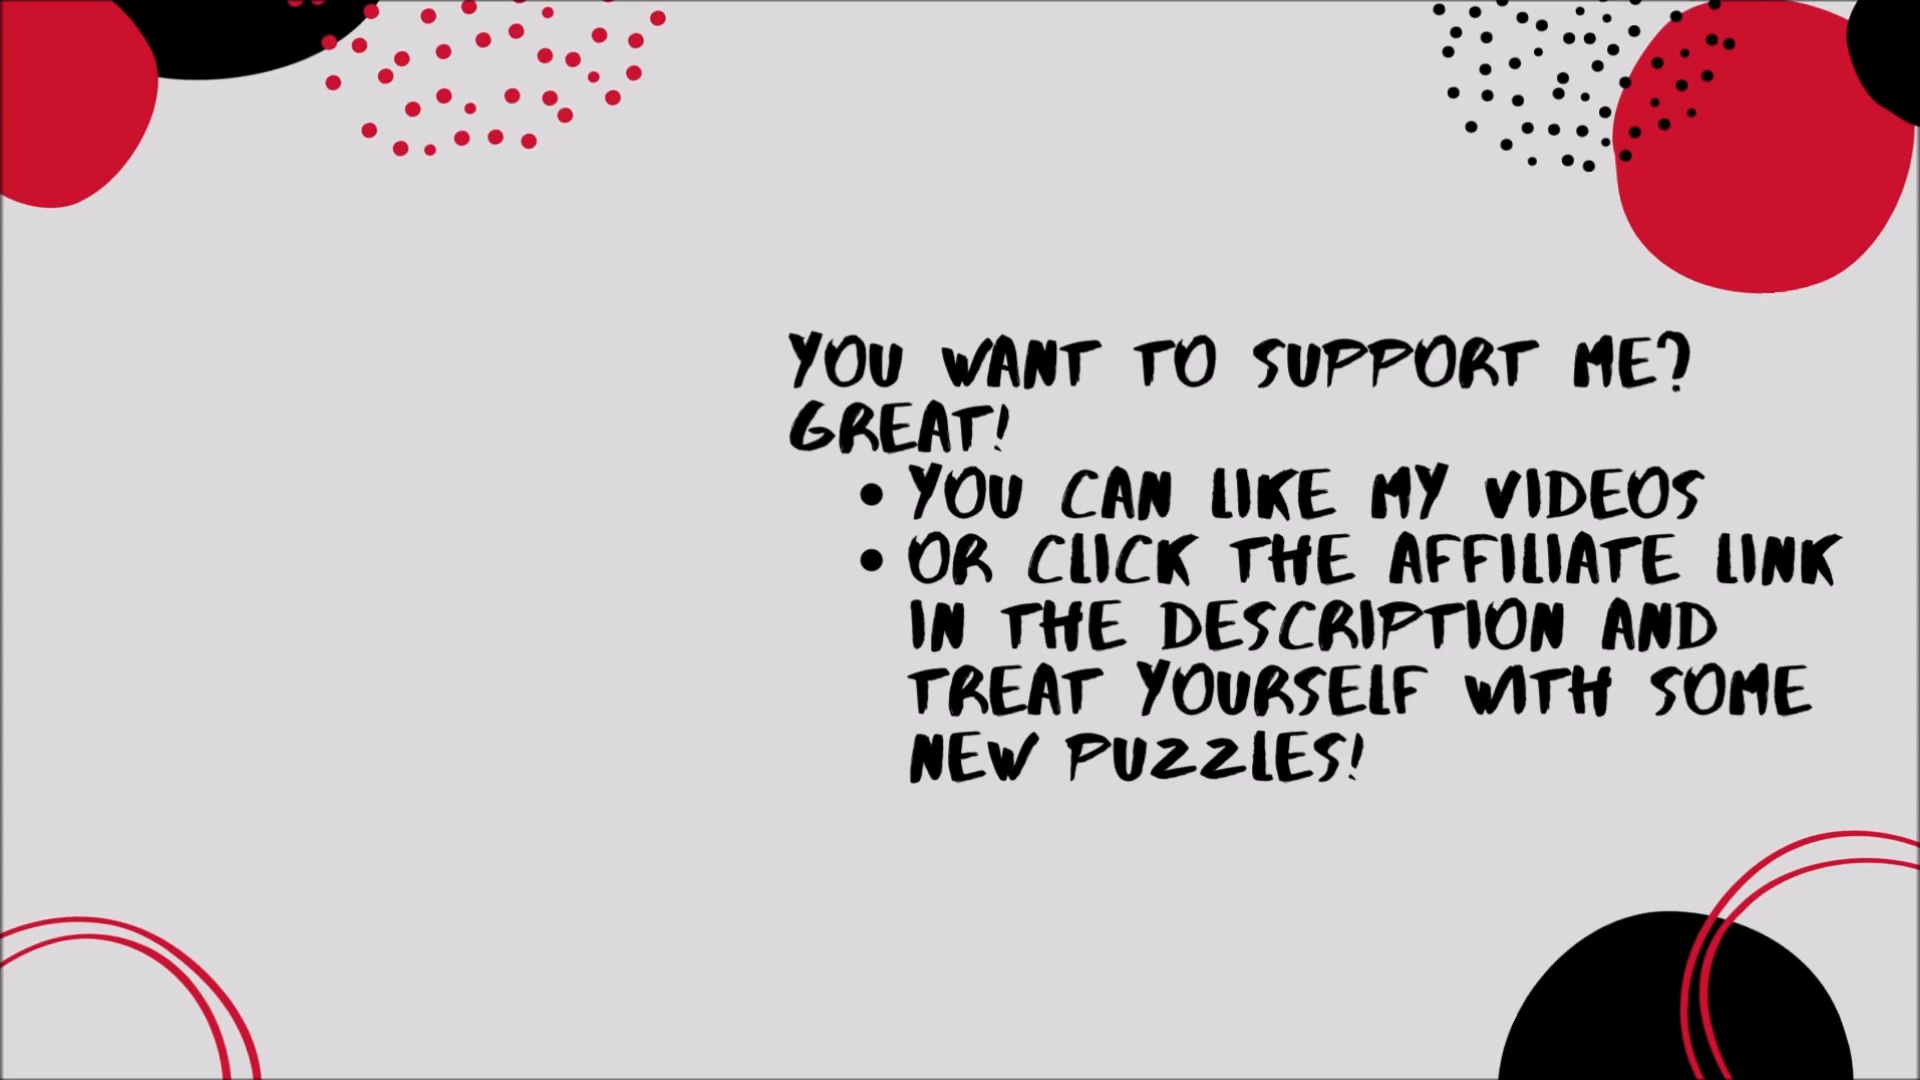 YOU WANT TO SUPPORT ME?
GREAT!
• YOU CAN LIKE MY VIDEOS
• OR CLICK THE AFFILIATE LINK
IN THE DESCRIPTION AND
TREAT YOURSELF WITH SOME
NEW PUZZLES!